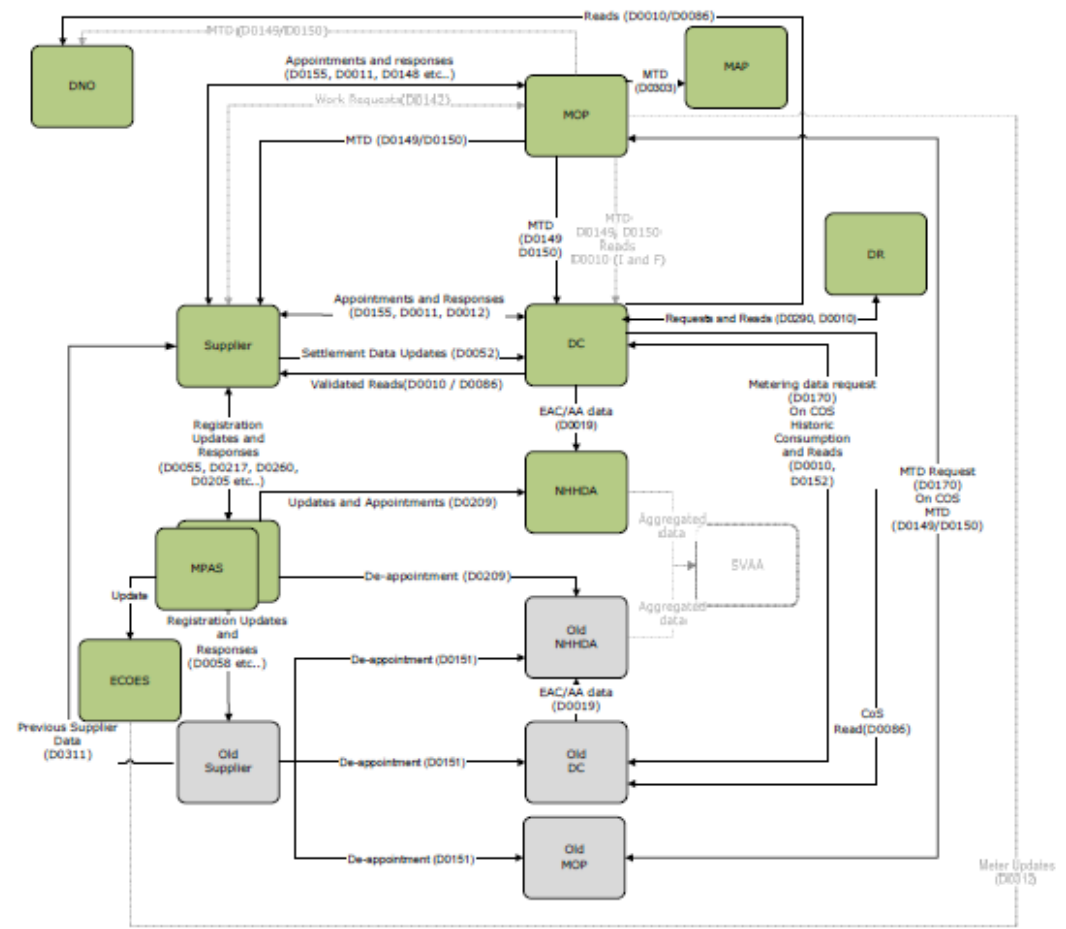 Reads (D0010/D0086)
MTD (D0149/D0150)
DNO
Appointments and responses
(D0155, D0011, D0148 etc..)
MAP
MTD
(D0303)
Work Requests(D0142)
MOP
MTD (D0149/D0150)
MTD
(D0149
D0150)
MTD
D0149, D0150
Reads
D0010 (I and F)
DR
Appointments and Responses
(D0155, D0011, D0012)
Requests and Reads (D0290, D0010)
Supplier
DC
Settlement Data Updates (D0052)
Validated Reads(D0010 / D0086)
Metering data request
(D0170)
On COS
Historic
Consumption
and Reads
(D0010,
D0152)
EAC/AA data
(D0019)
Registration
Updates and
Responses
(D0055, D0217, D0260,
D0205 etc..)
MTD Request
(D0170)
On COS
MTD
(D0149/D0150)
Updates and Appointments (D0209)
NHHDA
Aggregated
data
SVAA
MPAS
De-appointment (D0209)
Update
Aggregated
data
Registration Updates
and
Responses
(D0058 etc..)
Old
NHHDA
De-appointment (D0151)
ECOES
EAC/AA data
(D0019)
CoS
Read(D0086)
Previous Supplier
Data
(D0311)
Old
Supplier
De-appointment (D0151)
Old
DC
De-appointment (D0151)
Old
MOP
Meter Updates
(D0312)